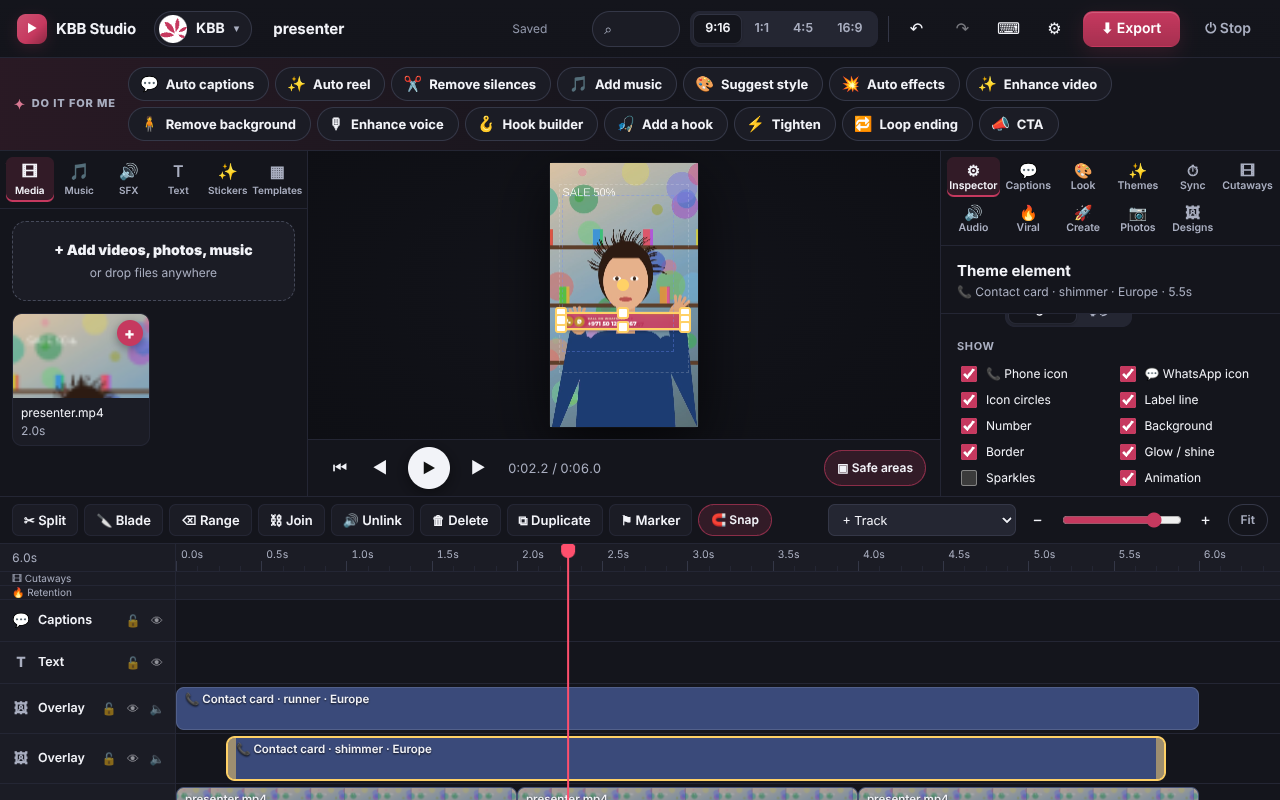 KBB Studio
KBB
presenter
Saved
9:16
1:1
4:5
16:9
Export
Stop
DO IT FOR ME
Auto captions
Auto reel
Remove silences
Add music
Suggest style
Auto effects
Enhance video
Remove background
Enhance voice
Hook builder
Add a hook
Tighten
Loop ending
CTA
Media
Music
SFX
Text
Stickers
Templates
+ Add videos, photos, music
or drop files anywhere
presenter.mp4
2.0s
SALE 50%
0:02.2 / 0:06.0
Safe areas
Inspector
Captions
Look
Themes
Sync
Cutaways
Audio
Viral
Create
Photos
Designs
Theme element
Contact card · shimmer · Europe · 5.5s
SHOW
Phone icon
WhatsApp icon
Icon circles
Label line
Number
Background
Border
Glow / shine
Sparkles
Animation
Split
Blade
Range
Join
Unlink
Delete
Duplicate
Marker
Snap
+ Track
Fit
6.0s
0.0s
0.5s
1.0s
1.5s
2.0s
2.5s
3.0s
3.5s
4.0s
4.5s
5.0s
5.5s
6.0s
Cutaways
Retention
Captions
T Text
Overlay
Contact card · runner · Europe
Overlay
Contact card · shimmer · Europe
presenter.mp4
presenter.mp4
presenter.mp4